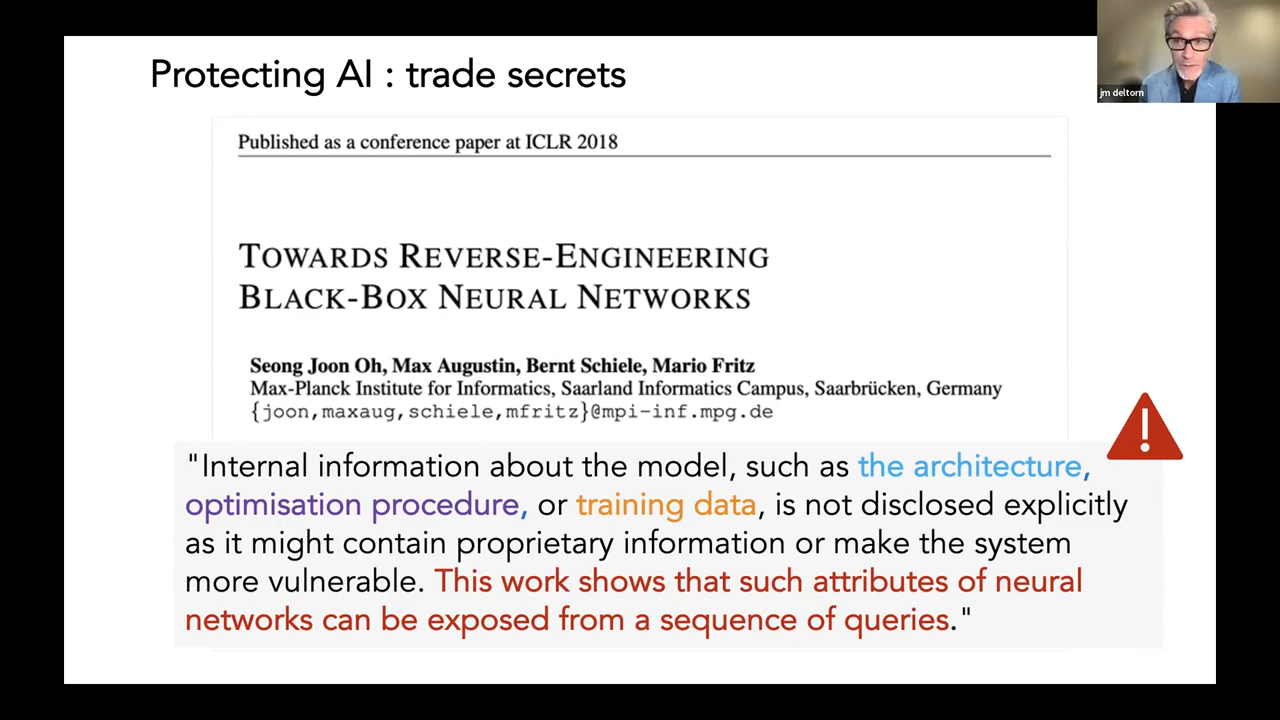 Protecting AI : trade secrets
jm deltorn
Published as a conference paper at ICLR 2018
TOWARDS REVERSE-ENGINEERING
BLACK-BOX NEURAL NETWORKS
Seong Joon Oh, Max Augustin, Bernt Schiele, Mario Fritz
Max-Planck Institute for Informatics, Saarland Informatics Campus, Saarbrücken, Germany
{joon,maxaug,schiele,mfritz}@mpi-inf.mpg.de
!
"Internal information about the model, such as the architecture,
optimisation procedure, or training data, is not disclosed explicitly
as it might contain proprietary information or make the system
more vulnerable. This work shows that such attributes of neural
networks can be exposed from a sequence of queries."